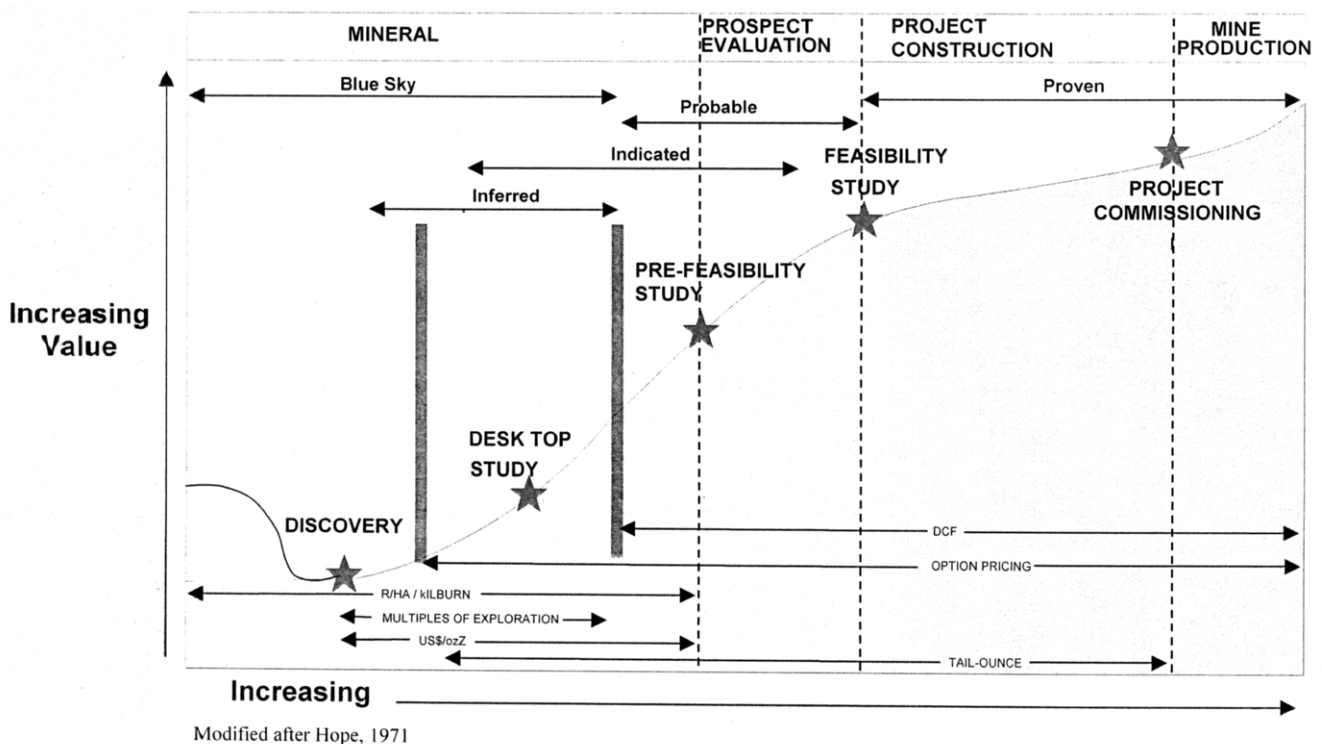 MINERAL
PROSPECT
EVALUATION
PROJECT
CONSTRUCTION
MINE
PRODUCTION
Blue Sky
Proven
Probable
Indicated
FEASIBILITY
STUDY
Inferred
PROJECT
COMMISSIONING
PRE-FEASIBILITY
STUDY
Increasing
Value
DESK TOP
STUDY
DISCOVERY
DCF
OPTION PRICING
R/HA / kILBURN
MULTIPLES OF EXPLORATION
US$/ozZ
TAIL-OUNCE
Increasing
Modified after Hope, 1971